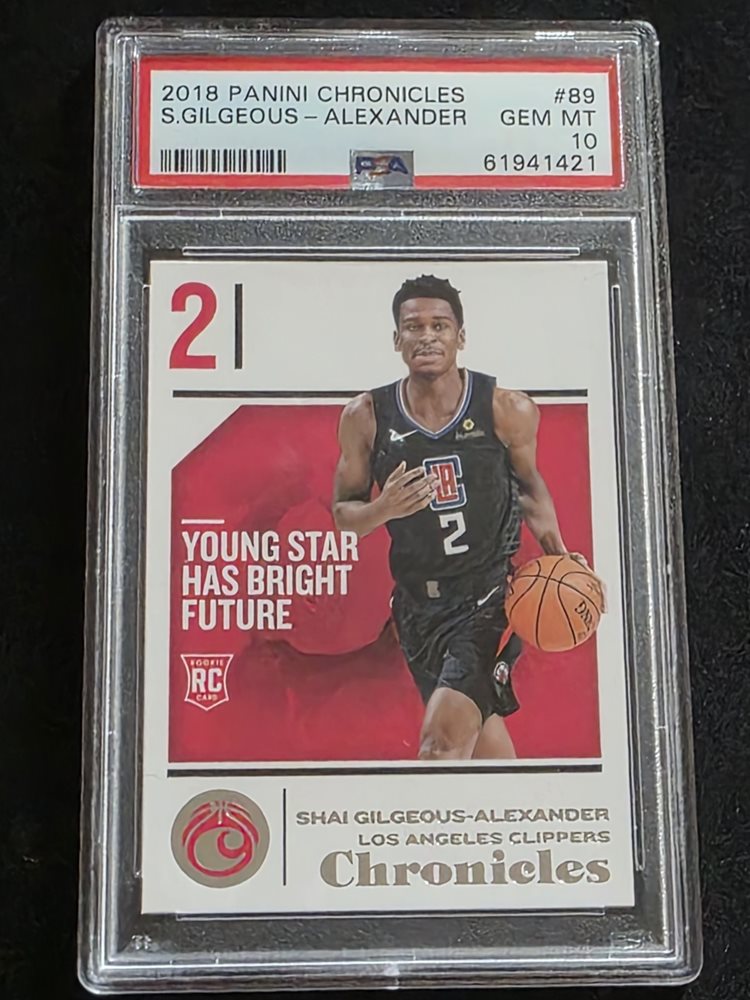 2018 PANINI CHRONICLES #89
S.GILGEOUS - ALEXANDER GEM MT
10
61941421
PSA
2
LA
2
YOUNG STAR
HAS BRIGHT
FUTURE
ROOKIE
RC
CARD
SHAI GILGEOUS-ALEXANDER
LOS ANGELES CLIPPERS
Chronicles